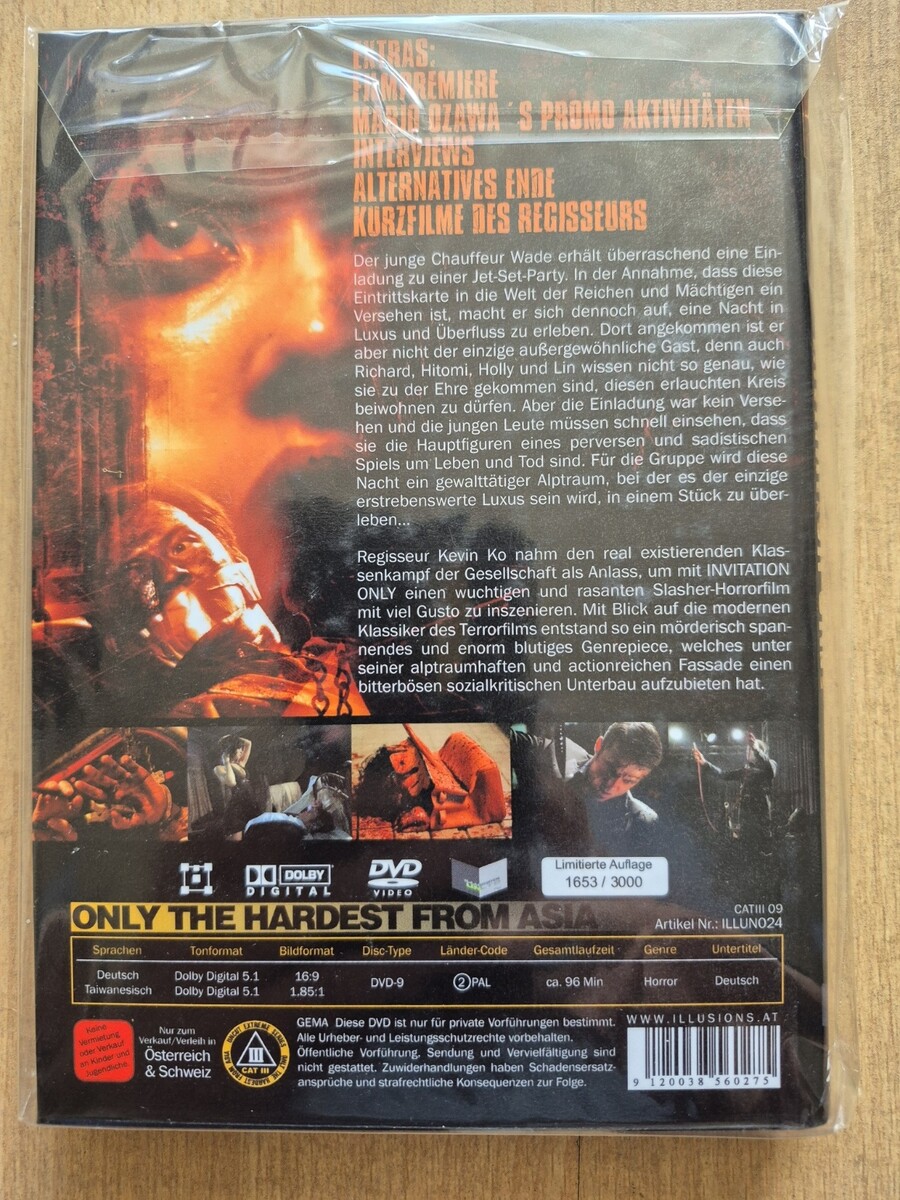 EXTRAS:
FILMPREMIERE
MARIA OZAWA´S PROMO AKTIVITÄTEN
INTERVIEWS
ALTERNATIVES ENDE
KURZFILME DES REGISSEURS
Der junge Chauffeur Wade erhält überraschend eine Ein-
ladung zu einer Jet-Set-Party. In der Annahme, dass diese
Eintrittskarte in die Welt der Reichen und Mächtigen ein
Versehen ist, macht er sich dennoch auf, eine Nacht in
Luxus und Überfluss zu erleben. Dort angekommen ist er
aber nicht der einzige außergewöhnliche Gast, denn auch
Richard, Hitomi, Holly und Lin wissen nicht so genau, wie
sie zu der Ehre gekommen sind, diesen erlauchten Kreis
beiwohnen zu dürfen. Aber die Einladung war kein Verse-
hen und die jungen Leute müssen schnell einsehen, dass
sie die Hauptfiguren eines perversen und sadistischen
Spiels um Leben und Tod sind. Für die Gruppe wird diese
Nacht ein gewalttätiger Alptraum, bei der es der einzige
erstrebenswerte Luxus sein wird, in einem Stück zu über-
leben...
Regisseur Kevin Ko nahm den real existierenden Klas-
senkampf der Gesellschaft als Anlass, um mit INVITATION
ONLY einen wuchtigen und rasanten Slasher-Horrorfilm
mit viel Gusto zu inszenieren. Mit Blick auf die modernen
Klassiker des Terrorfilms entstand so ein mörderisch span-
nendes und enorm blutiges Genrepiece, welches unter
seiner alptraumhaften und actionreichen Fassade einen
bitterbösen sozialkritischen Unterbau aufzubieten hat.
DOLBY
DIGITAL
DVD
VIDEO
Limitierte Auflage
1653 / 3000
ONLY THE HARDEST FROM ASIA
CATIII 09
Artikel Nr.: ILLUN024
Sprachen Tonformat Bildformat Disc-Type Länder-Code Gesamtlaufzeit Genre Untertitel
Deutsch Dolby Digital 5.1 16:9 DVD-9 2 PAL ca. 96 Min Horror Deutsch
Taiwanesisch Dolby Digital 5.1 1.85:1
Keine
Vermietung
oder Verkauf
an Kinder und
Jugendliche.
Nur zum
Verkauf/Verleih in
Österreich
& Schweiz
III
CAT III
GEMA Diese DVD ist nur für private Vorführungen bestimmt.
Alle Urheber- und Leistungsschutzrechte vorbehalten.
Öffentliche Vorführung, Sendung und Vervielfältigung sind
nicht gestattet. Zuwiderhandlungen haben Schadensersatz-
ansprüche und strafrechtliche Konsequenzen zur Folge.
WWW.ILLUSIONS.AT
9 120038 560275